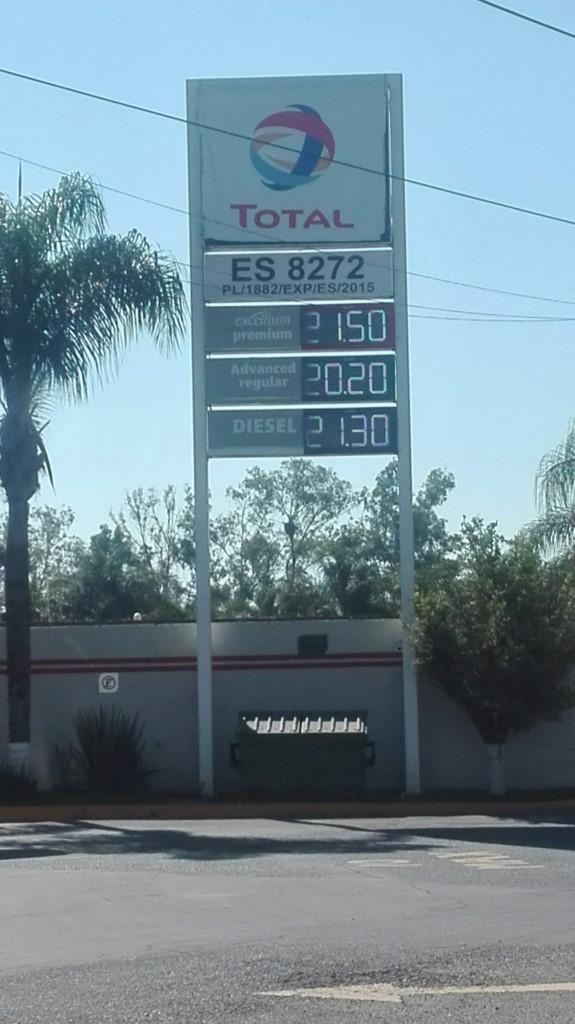 TOTAL
ES 8272
PL/1882/EXP/ES/2015
excellium
premium 21.50
Advanced
regular 20.20
DIESEL 21.30